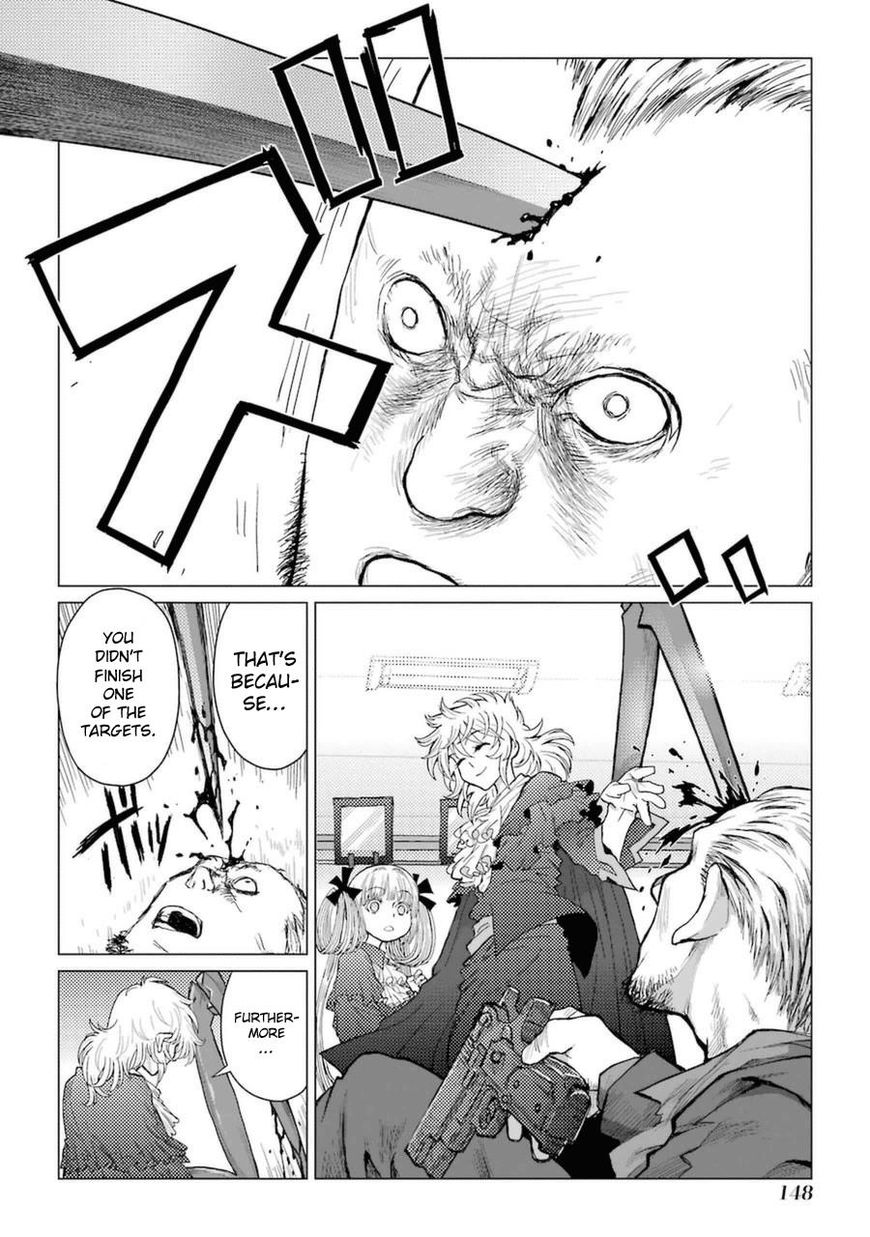 ズッ
THAT'S
BECAU-
SE...
YOU
DIDN'T
FINISH
ONE
OF THE
TARGETS.
FURTHER-
MORE
...
148